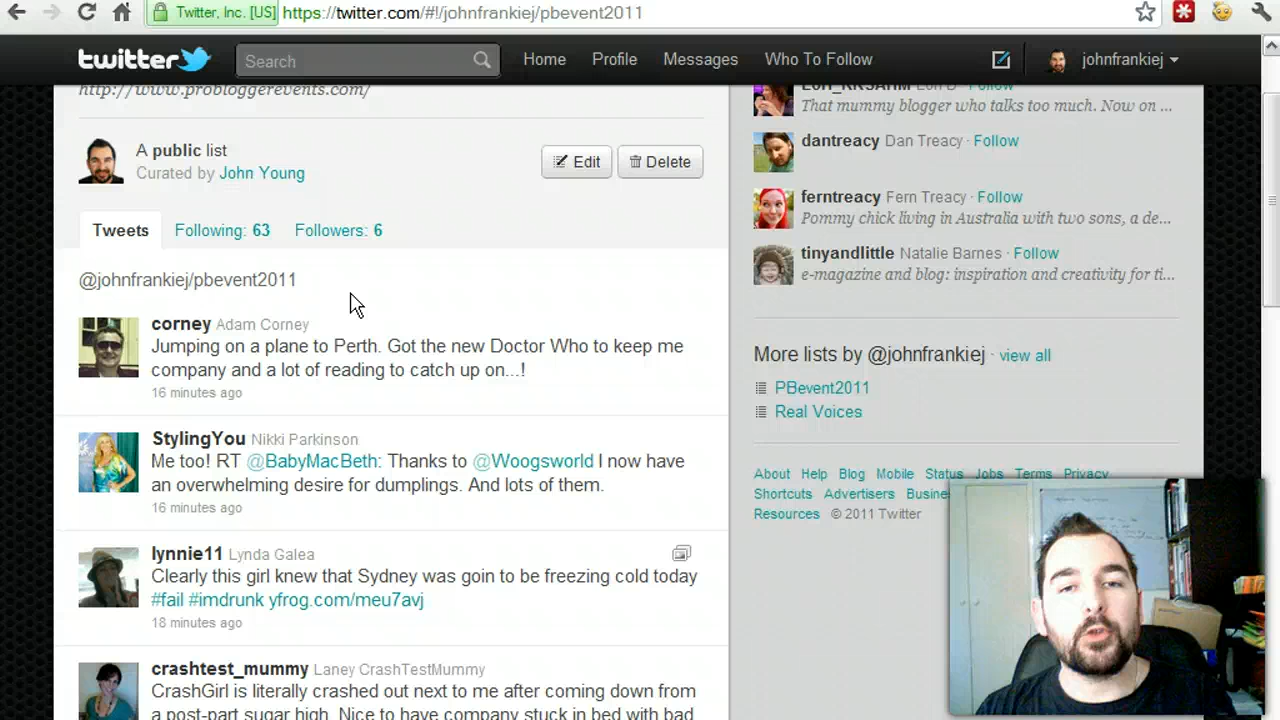 Twitter, Inc. [US] https://twitter.com/#!/johnfrankiej/pbevent2011
twitter Search Home Profile Messages Who To Follow johnfrankiej
http://www.probloggerevents.com/
A public list
Curated by John Young
Edit Delete
Tweets Following: 63 Followers: 6
@johnfrankiej/pbevent2011
corney Adam Corney
Jumping on a plane to Perth. Got the new Doctor Who to keep me
company and a lot of reading to catch up on...!
16 minutes ago
StylingYou Nikki Parkinson
Me too! RT @BabyMacBeth: Thanks to @Woogsworld I now have
an overwhelming desire for dumplings. And lots of them.
16 minutes ago
lynnie11 Lynda Galea
Clearly this girl knew that Sydney was goin to be freezing cold today
#fail #imdrunk yfrog.com/meu7avj
18 minutes ago
crashtest_mummy Laney CrashTestMummy
CrashGirl is literally crashed out next to me after coming down from
a post-part sugar high. Nice to have company stuck in bed with bad
Follow
That mummy blogger who talks too much. Now on ...
dantreacy Dan Treacy · Follow
ferntreacy Fern Treacy · Follow
Pommy chick living in Australia with two sons, a de...
tinyandlittle Natalie Barnes · Follow
e-magazine and blog: inspiration and creativity for ti...
More lists by @johnfrankiej · view all
PBevent2011
Real Voices
About Help Blog Mobile Status Jobs Terms Privacy
Shortcuts Advertisers
Resources © 2011 Twitter